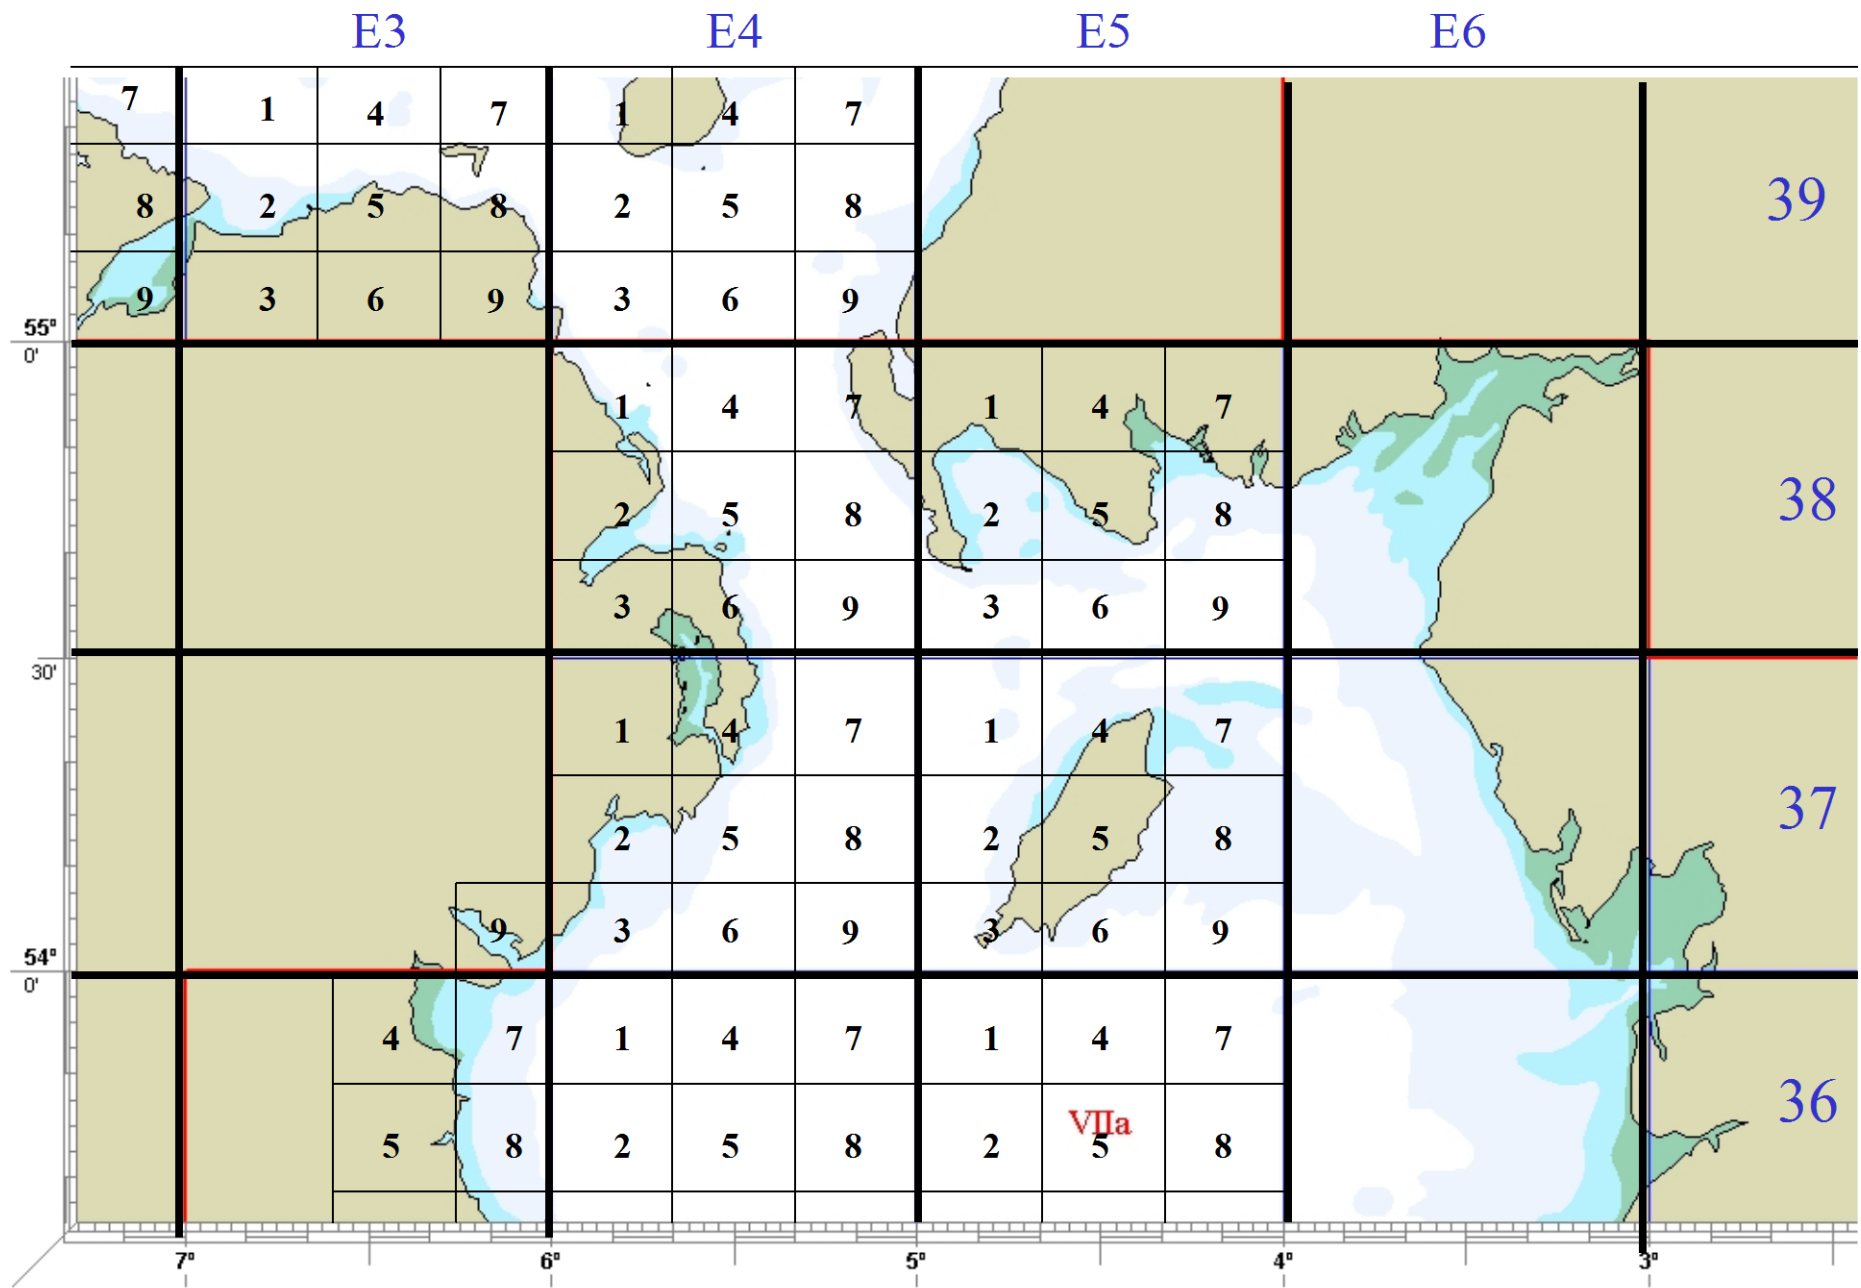 E3 E4 E5 E6
7 1 4 7 1 4 7
8 2 5 8 2 5 8 39
9 3 6 9 3 6 9
55°
0'
1 4 7 1 4 7
2 5 8 2 5 8 38
3 6 9 3 6 9
30'
1 4 7 1 4 7
2 5 8 2 5 8 37
9 3 6 9 3 6 9
54°
0'
4 7 1 4 7 1 4 7
36
VIIa
5 8 2 5 8 2 5 8
7° 6° 5° 4° 3°